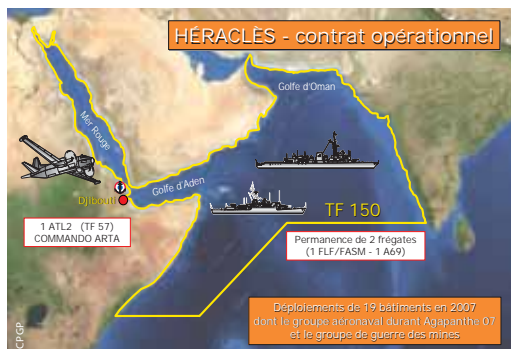 HÉRACLÈS - contrat opérationnel
Golfe d'Oman
Mer Rouge
Golfe d'Aden
Djibouti
TF 150
1 ATL2 (TF 57)
COMMANDO ARTA
Permanence de 2 frégates
(1 FLF/FASM - 1 A69)
Déploiements de 19 bâtiments en 2007
dont le groupe aéronaval durant Agapanthe 07
et le groupe de guerre des mines
CPGP